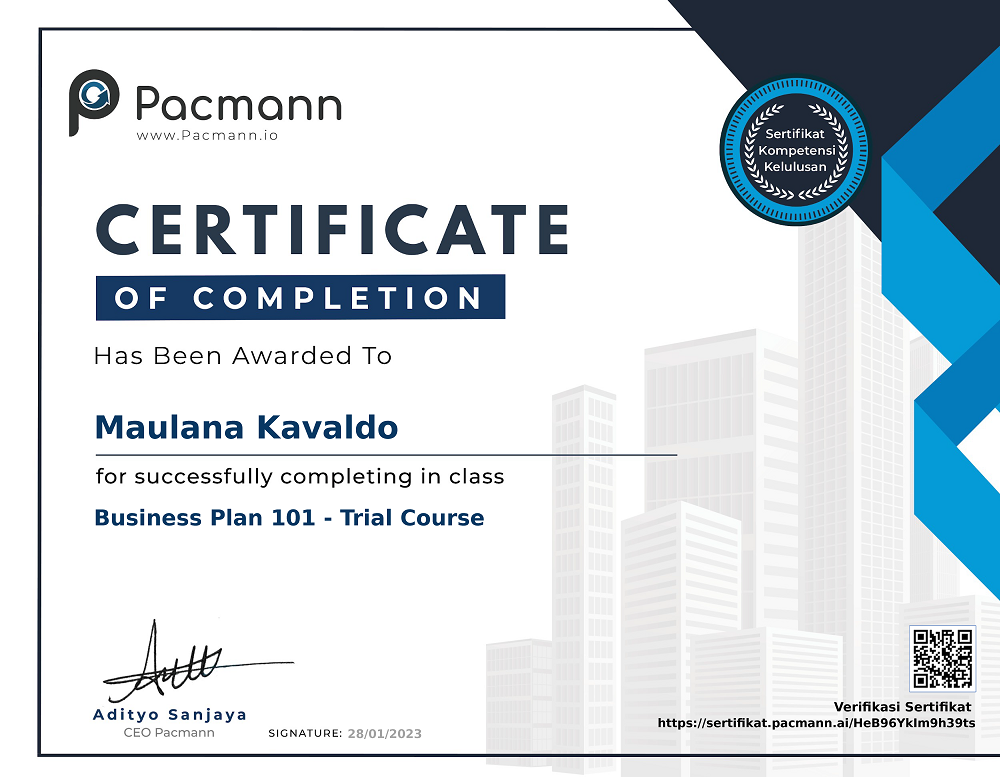 Pacmann
www.Pacmann.io
Sertifikat
Kompetensi
Kelulusan
CERTIFICATE
OF COMPLETION
Has Been Awarded To
Maulana Kavaldo
for successfully completing in class
Business Plan 101 - Trial Course
Adityo Sanjaya
CEO Pacmann
SIGNATURE: 28/01/2023
Verifikasi Sertifikat
https://sertifikat.pacmann.ai/HeB96YkIm9h39ts